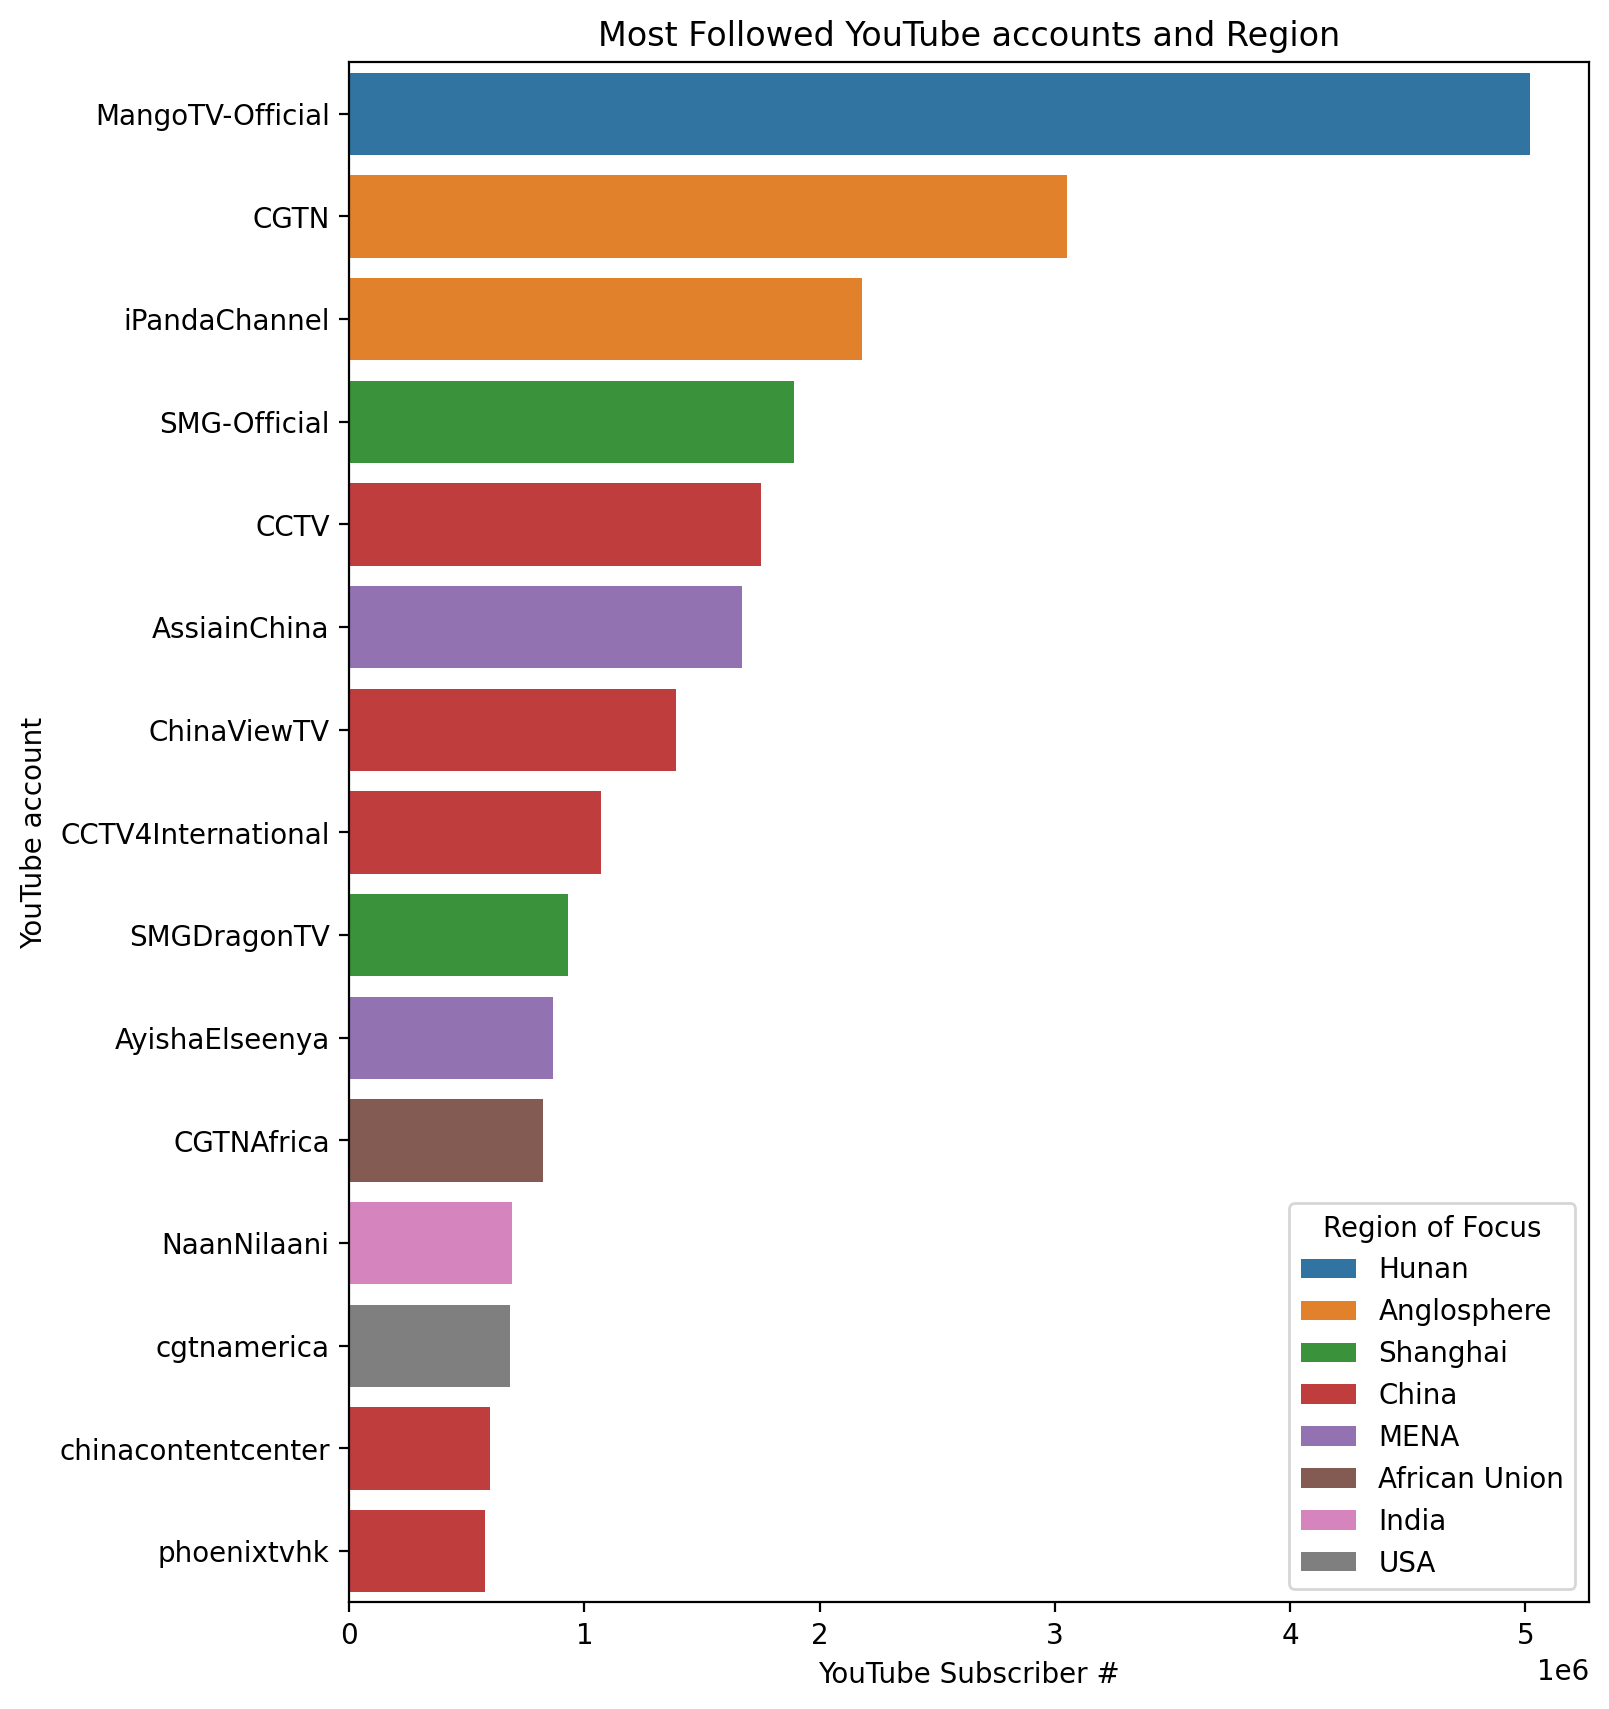 Most Followed YouTube accounts and Region
YouTube account
MangoTV-Official
CGTN
iPandaChannel
SMG-Official
CCTV
AssiainChina
ChinaViewTV
CCTV4International
SMGDragonTV
AyishaElseenya
CGTNAfrica
NaanNilaani
cgtnamerica
chinacontentcenter
phoenixtvhk
Region of Focus
Hunan
Anglosphere
Shanghai
China
MENA
African Union
India
USA
0 1 2 3 4 5
1e6
YouTube Subscriber #